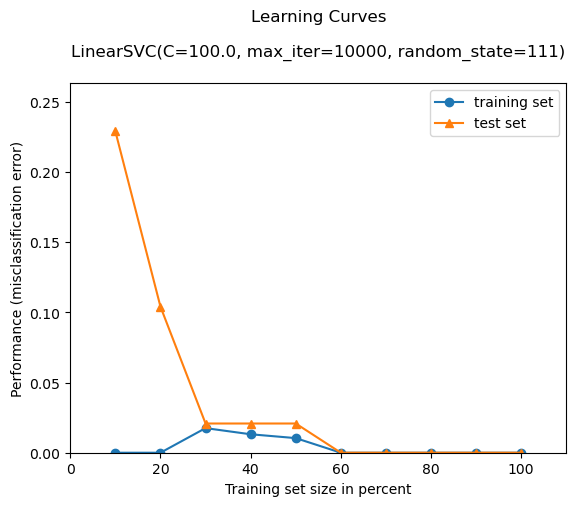 Learning Curves
LinearSVC(C=100.0, max_iter=10000, random_state=111)
0.25
0.20
0.15
0.10
0.05
0.00
Performance (misclassification error)
training set
test set
0
20
40
60
80
100
Training set size in percent